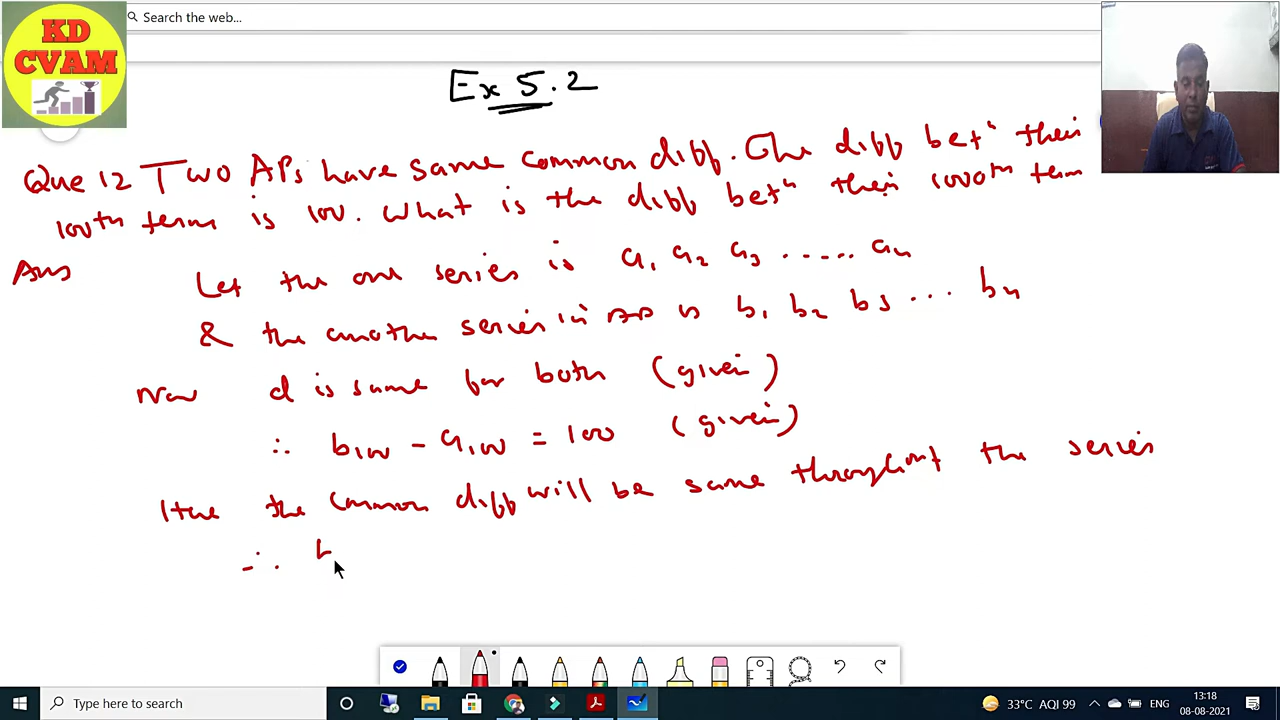 Search the web...
KD
CVAM
Ex 5.2
Que 12 Two APs have same common diff. The diff betⁿ their
100th term is 100. What is the diff betⁿ their 1000th term
Ans
Let the one series is a₁ a₂ a₃ ..... aₙ
& the another series in AP is b₁ b₂ b₃ ... bₙ
Now d is same for both (given)
∴ b₁₀₀ - a₁₀₀ = 100 (given)
the common diff will be same throughout the series
∴ b
Type here to search
33°C AQI 99
ENG
13:18
08-08-2021